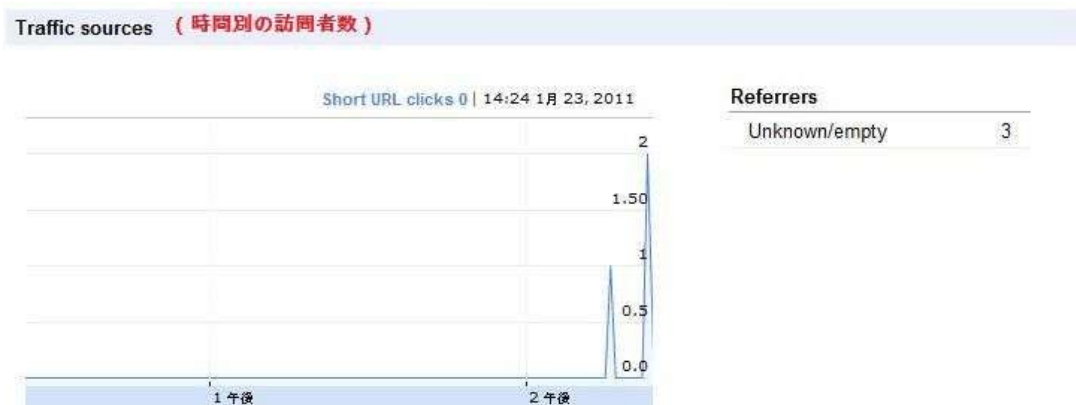 Traffic sources (時間別の訪問者数)
Short URL clicks 0 | 14:24 1月 23, 2011
Referrers
Unknown/empty 3
2
1.50
1
0.5
0.0
1 午後
2 午後